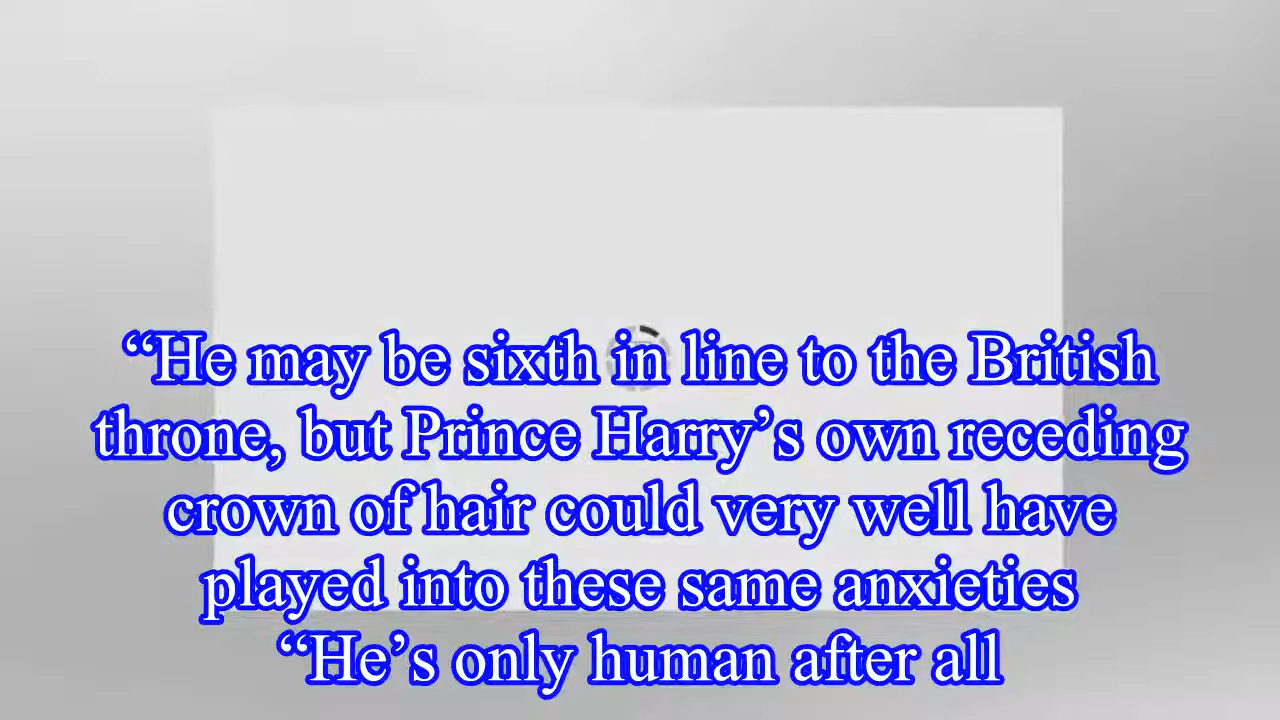 “He may be sixth in line to the British
throne, but Prince Harry’s own receding
crown of hair could very well have
played into these same anxieties
“He’s only human after all